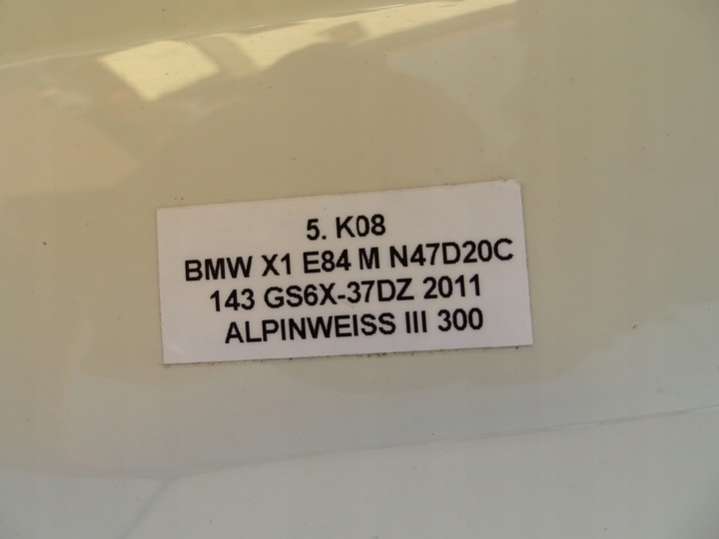 5. K08
BMW X1 E84 M N47D20C
143 GS6X-37DZ 2011
ALPINWEISS III 300